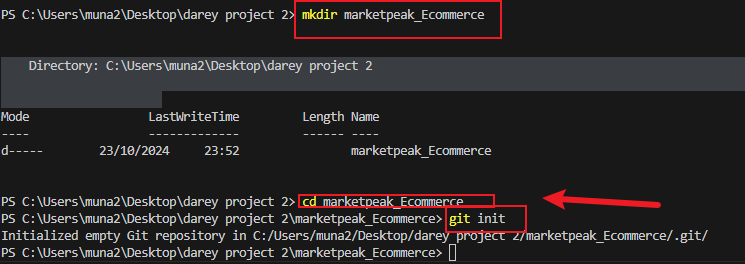 PS C:\Users\muna2\Desktop\darey project 2> mkdir marketpeak_Ecommerce
Directory: C:\Users\muna2\Desktop\darey project 2
Mode                 LastWriteTime         Length Name
----                 -------------         ------ ----
d-----        23/10/2024     23:52                marketpeak_Ecommerce
PS C:\Users\muna2\Desktop\darey project 2> cd marketpeak_Ecommerce
PS C:\Users\muna2\Desktop\darey project 2\marketpeak_Ecommerce> git init
Initialized empty Git repository in C:/Users/muna2/Desktop/darey project 2/marketpeak_Ecommerce/.git/
PS C:\Users\muna2\Desktop\darey project 2\marketpeak_Ecommerce>